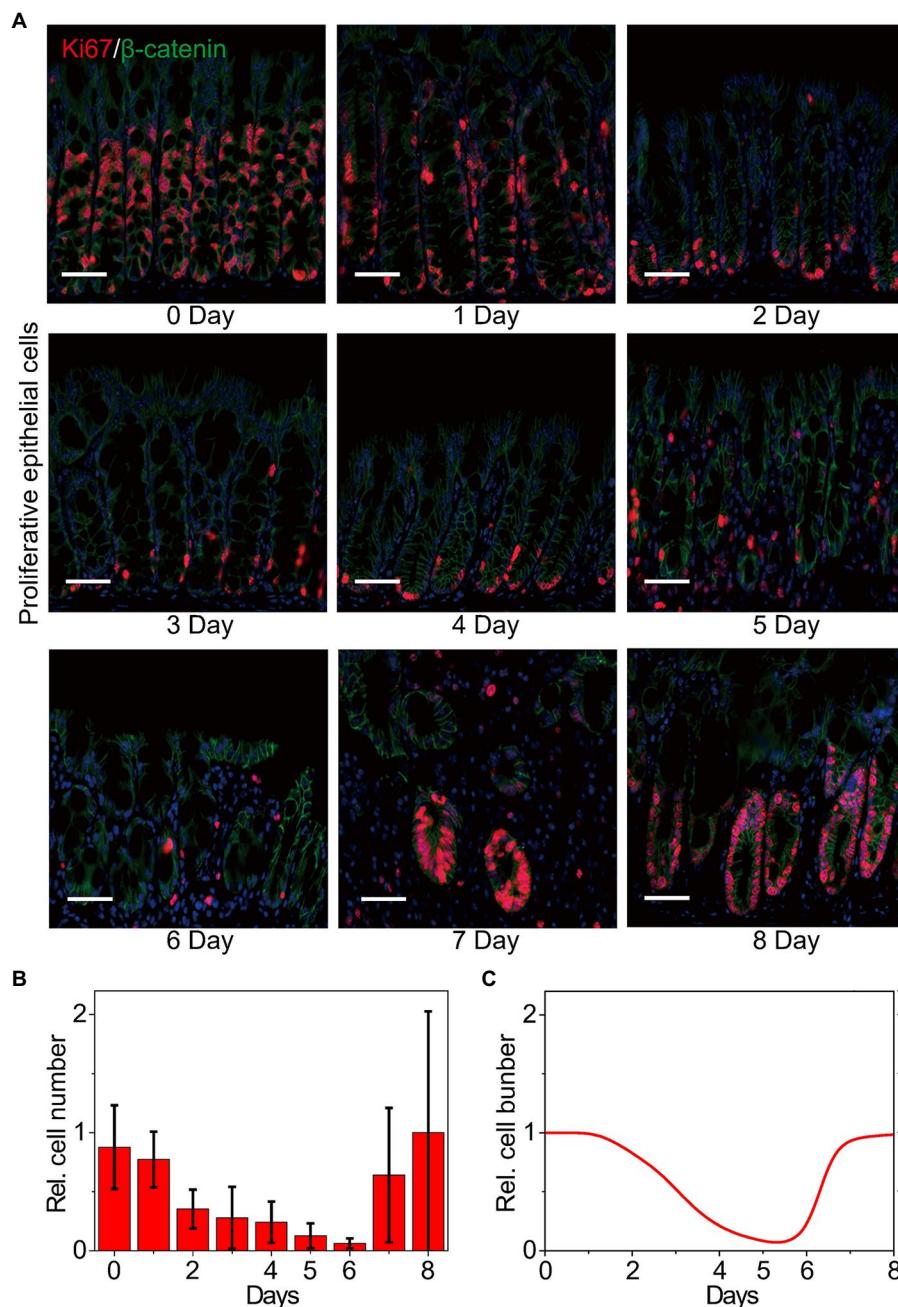 A
Ki67/β-catenin
Proliferative epithelial cells
0 Day
1 Day
2 Day
3 Day
4 Day
5 Day
6 Day
7 Day
8 Day
B
Rel. cell number
2
1
0
0
2
4
5
6
8
Days
C
Rel. cell bunber
2
1
0
0
2
4
5
6
8
Days